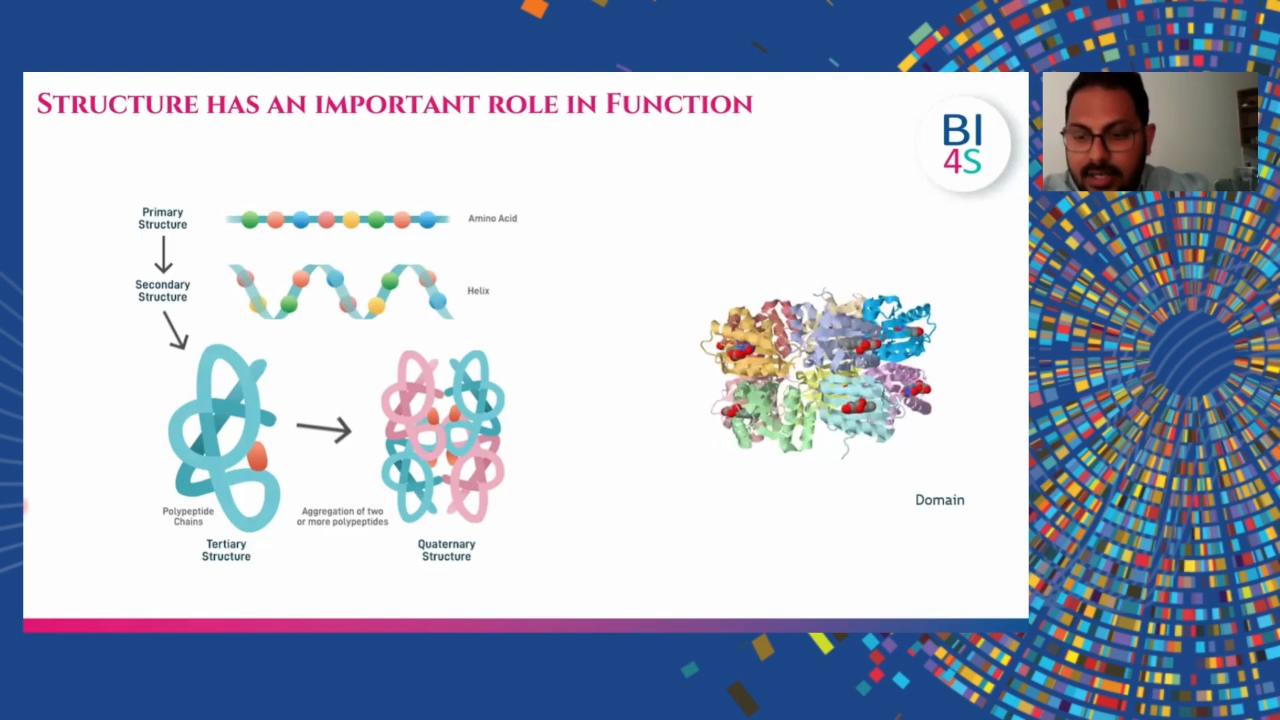 Structure has an important role in Function
BI
4S
Primary
Structure
Amino Acid
Secondary
Structure
Helix
Polypeptide
Chains
Aggregation of two
or more polypeptides
Tertiary
Structure
Quaternary
Structure
Domain